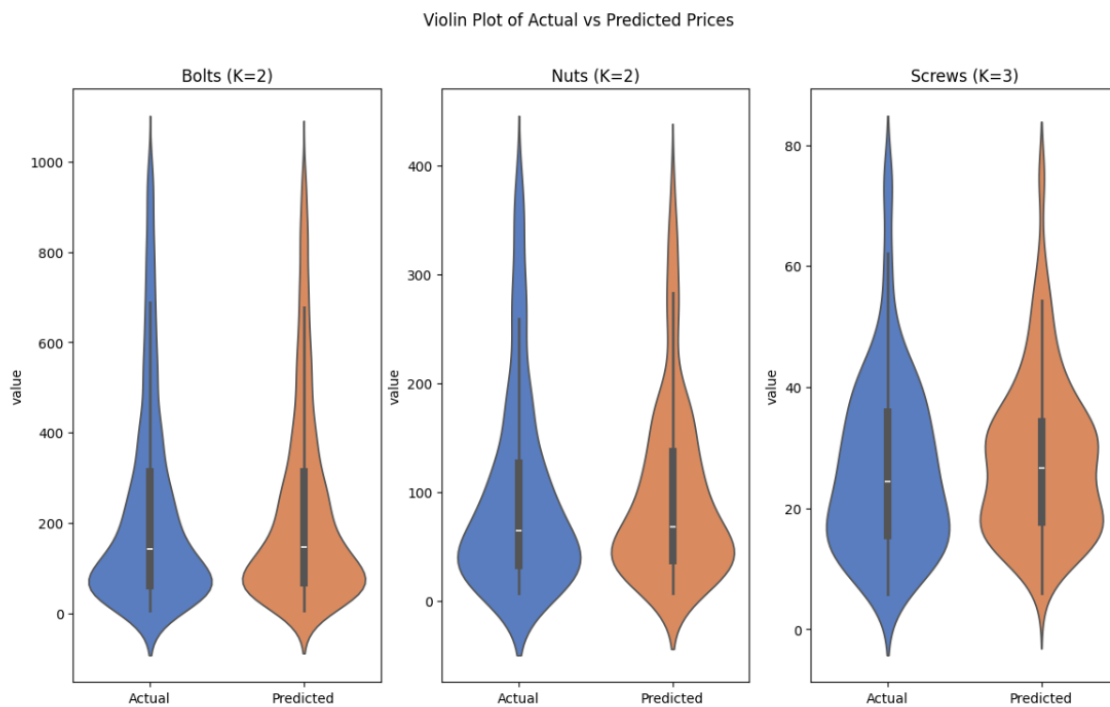 Violin Plot of Actual vs Predicted Prices
Bolts (K=2)
Nuts (K=2)
Screws (K=3)
value
1000
800
600
400
200
0
Actual
Predicted
value
400
300
200
100
0
Actual
Predicted
value
80
60
40
20
0
Actual
Predicted